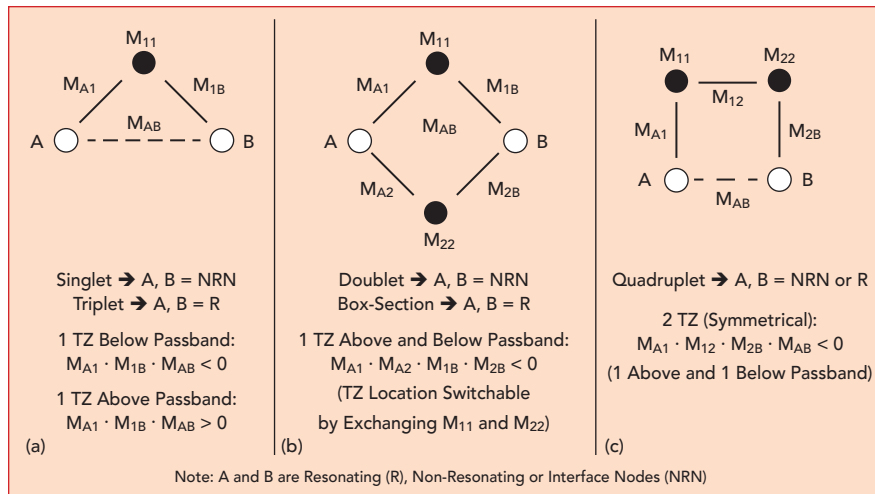 M11
MA1
M1B
MAB
A
B
Singlet ➔ A, B = NRN
Triplet ➔ A, B = R
1 TZ Below Passband:
MA1 · M1B · MAB < 0
1 TZ Above Passband:
MA1 · M1B · MAB > 0
(a)
M11
MA1
M1B
MAB
A
B
MA2
M2B
M22
Doublet ➔ A, B = NRN
Box-Section ➔ A, B = R
1 TZ Above and Below Passband:
MA1 · MA2 · M1B · M2B < 0
(TZ Location Switchable
by Exchanging M11 and M22)
(b)
M11
M22
M12
MA1
M2B
A
B
MAB
Quadruplet ➔ A, B = NRN or R
2 TZ (Symmetrical):
MA1 · M12 · M2B · MAB < 0
(1 Above and 1 Below Passband)
(c)
Note: A and B are Resonating (R), Non-Resonating or Interface Nodes (NRN)